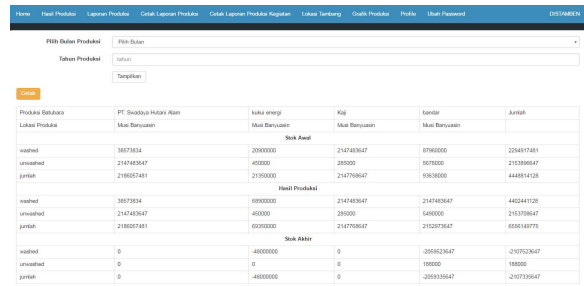 Home Hasil Produksi Laporan Produksi Cetak Laporan Produksi Cetak Laporan Produksi Kegiatan Lokasi Tambang Grafik Produksi Profile Ubah Password DISTAMBEN
Pilih Bulan Produksi Pilih Bulan
Tahun Produksi tahun
Tampilkan
Cetak
Produksi Batubara PT. Swadaya Hutani Alam kukui energi Kaji bandar Jumlah
Lokasi Produksi Musi Banyuasin Musi Banyuasin Musi Banyuasin Musi Banyuasin
Stok Awal
washed 38573834 20900000 2147483647 87960000 2294917481
unwashed 2147483647 450000 285000 5678000 2153896647
jumlah 2186057481 21350000 2147768647 93638000 4448814128
Hasil Produksi
washed 38573834 68900000 2147483647 2147483647 4402441128
unwashed 2147483647 450000 285000 5490000 2153708647
jumlah 2186057481 69350000 2147768647 2152973647 6556149775
Stok Akhir
washed 0 -48000000 0 -2059523647 -2107523647
unwashed 0 0 0 188000 188000
jumlah 0 -48000000 0 -2059335647 -2107335647